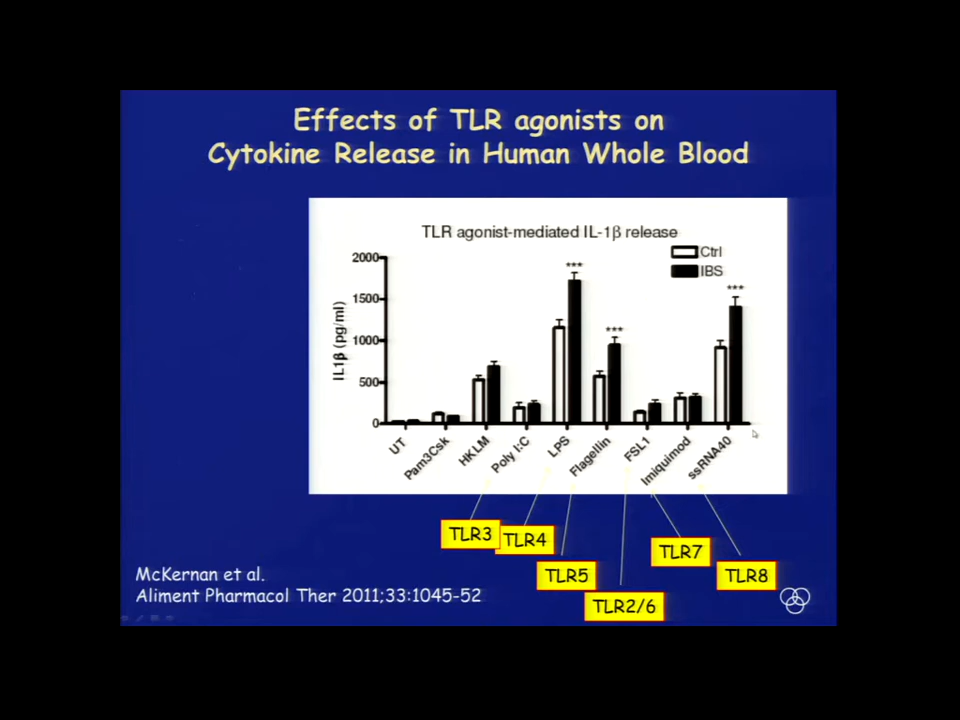 Effects of TLR agonists on
Cytokine Release in Human Whole Blood
TLR agonist-mediated IL-1β release
Ctrl
IBS
IL1β (pg/ml)
2000
1500
1000
500
0
***
***
***
UT
Pam3Csk
HKLM
Poly I:C
LPS
Flagellin
FSL1
Imiquimod
ssRNA40
TLR3
TLR4
TLR5
TLR2/6
TLR7
TLR8
McKernan et al.
Aliment Pharmacol Ther 2011;33:1045-52